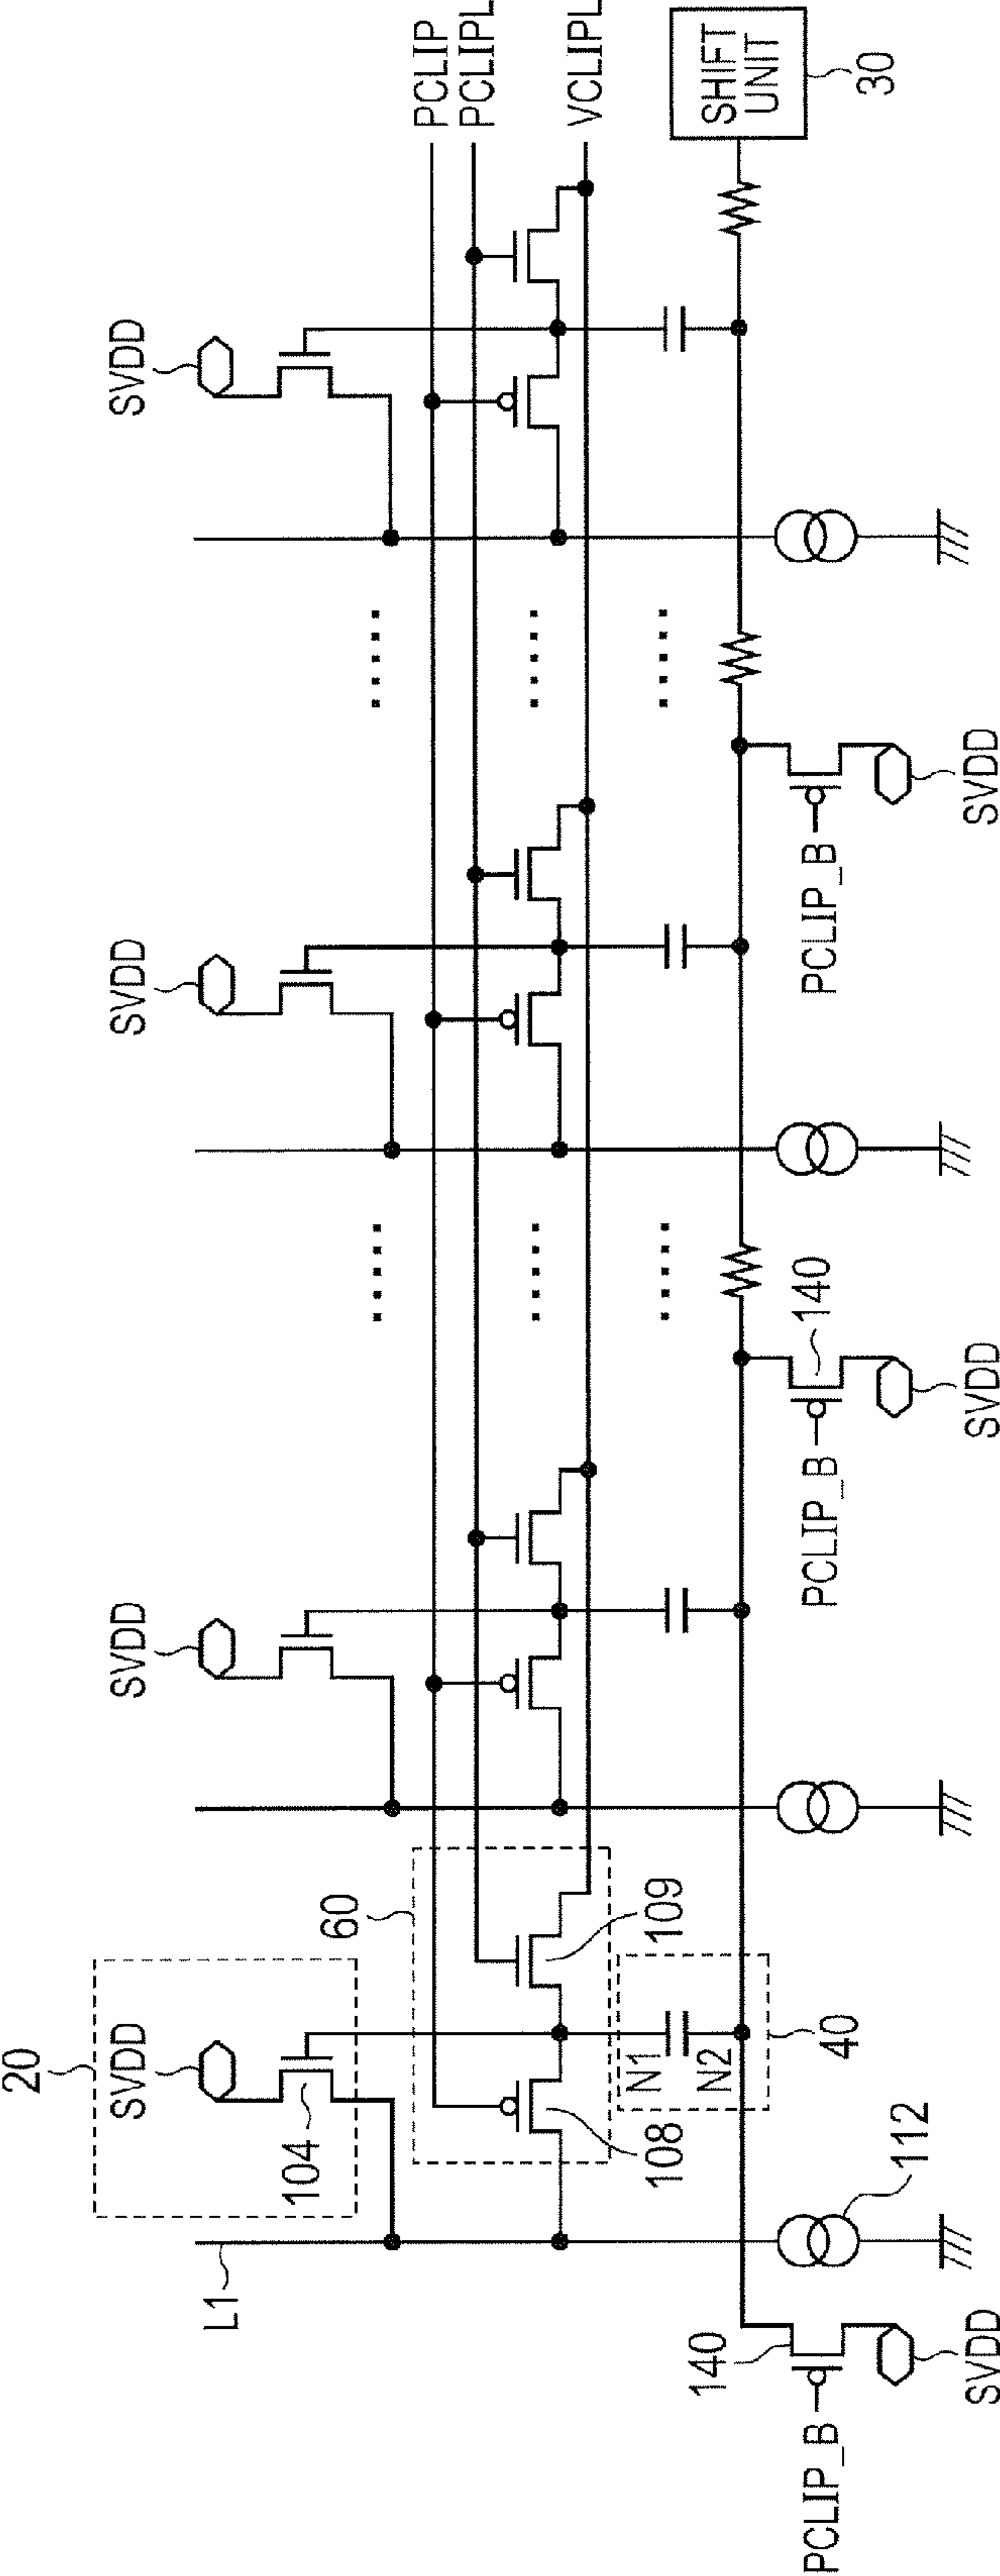 20
SVDD
104
L1
60
109
108
N1
N2
40
112
140
PCLIP_B
SVDD
SVDD
PCLIP_B
140
SVDD
SVDD
PCLIP_B
SVDD
SVDD
PCLIP
PCLIPL
VCLIPL
SHIFT
UNIT
30